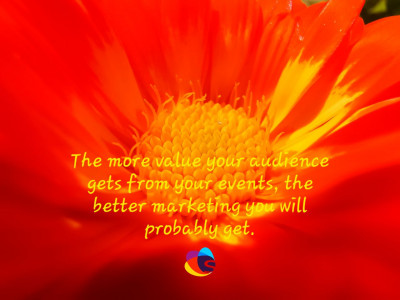 The more value your audience
gets from your events, the
better marketing you will
probably get.